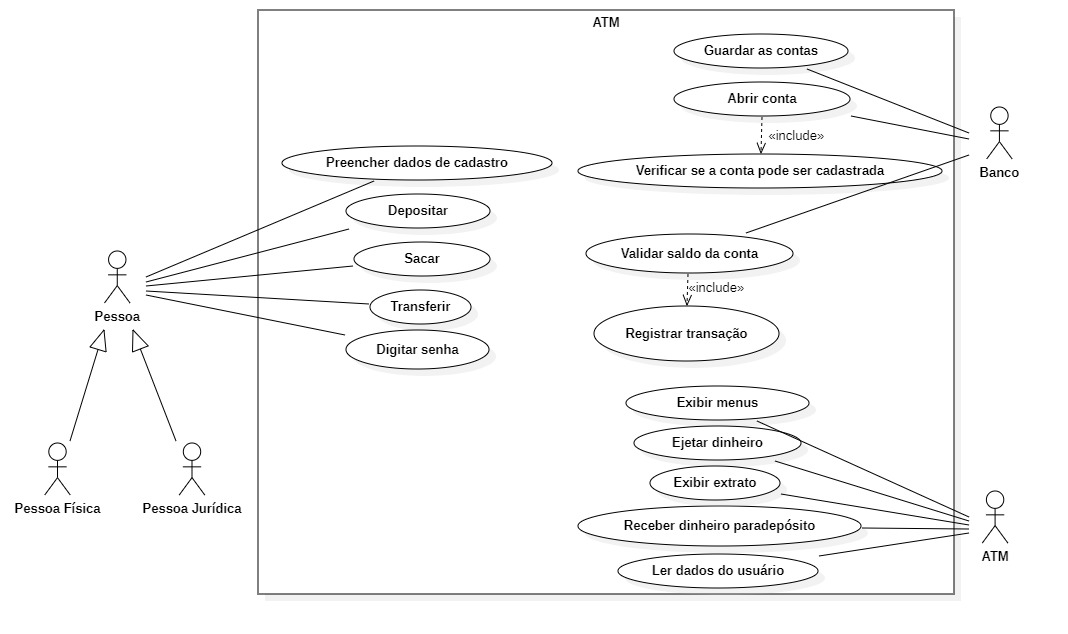 ATM
Guardar as contas
Abrir conta
«include»
Verificar se a conta pode ser cadastrada
Banco
Preencher dados de cadastro
Depositar
Sacar
Transferir
Digitar senha
Pessoa
Validar saldo da conta
«include»
Registrar transação
Exibir menus
Ejetar dinheiro
Exibir extrato
Receber dinheiro paradepósito
Ler dados do usuário
ATM
Pessoa Física
Pessoa Jurídica